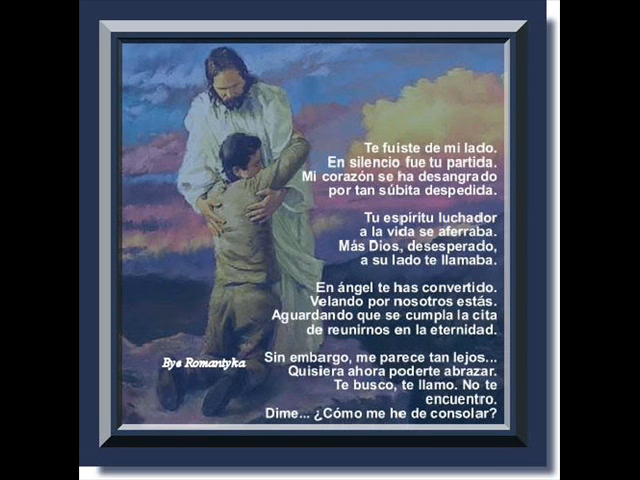 Te fuiste de mi lado.
En silencio fue tu partida.
Mi corazón se ha desangrado
por tan súbita despedida.
Tu espíritu luchador
a la vida se aferraba.
Más Dios, desesperado,
a su lado te llamaba.
En ángel te has convertido.
Velando por nosotros estás.
Aguardando que se cumpla la cita
de reunirnos en la eternidad.
Sin embargo, me parece tan lejos...
Quisiera ahora poderte abrazar.
Te busco, te llamo. No te
encuentro.
Dime... ¿Cómo me he de consolar?
Bye Romantyka